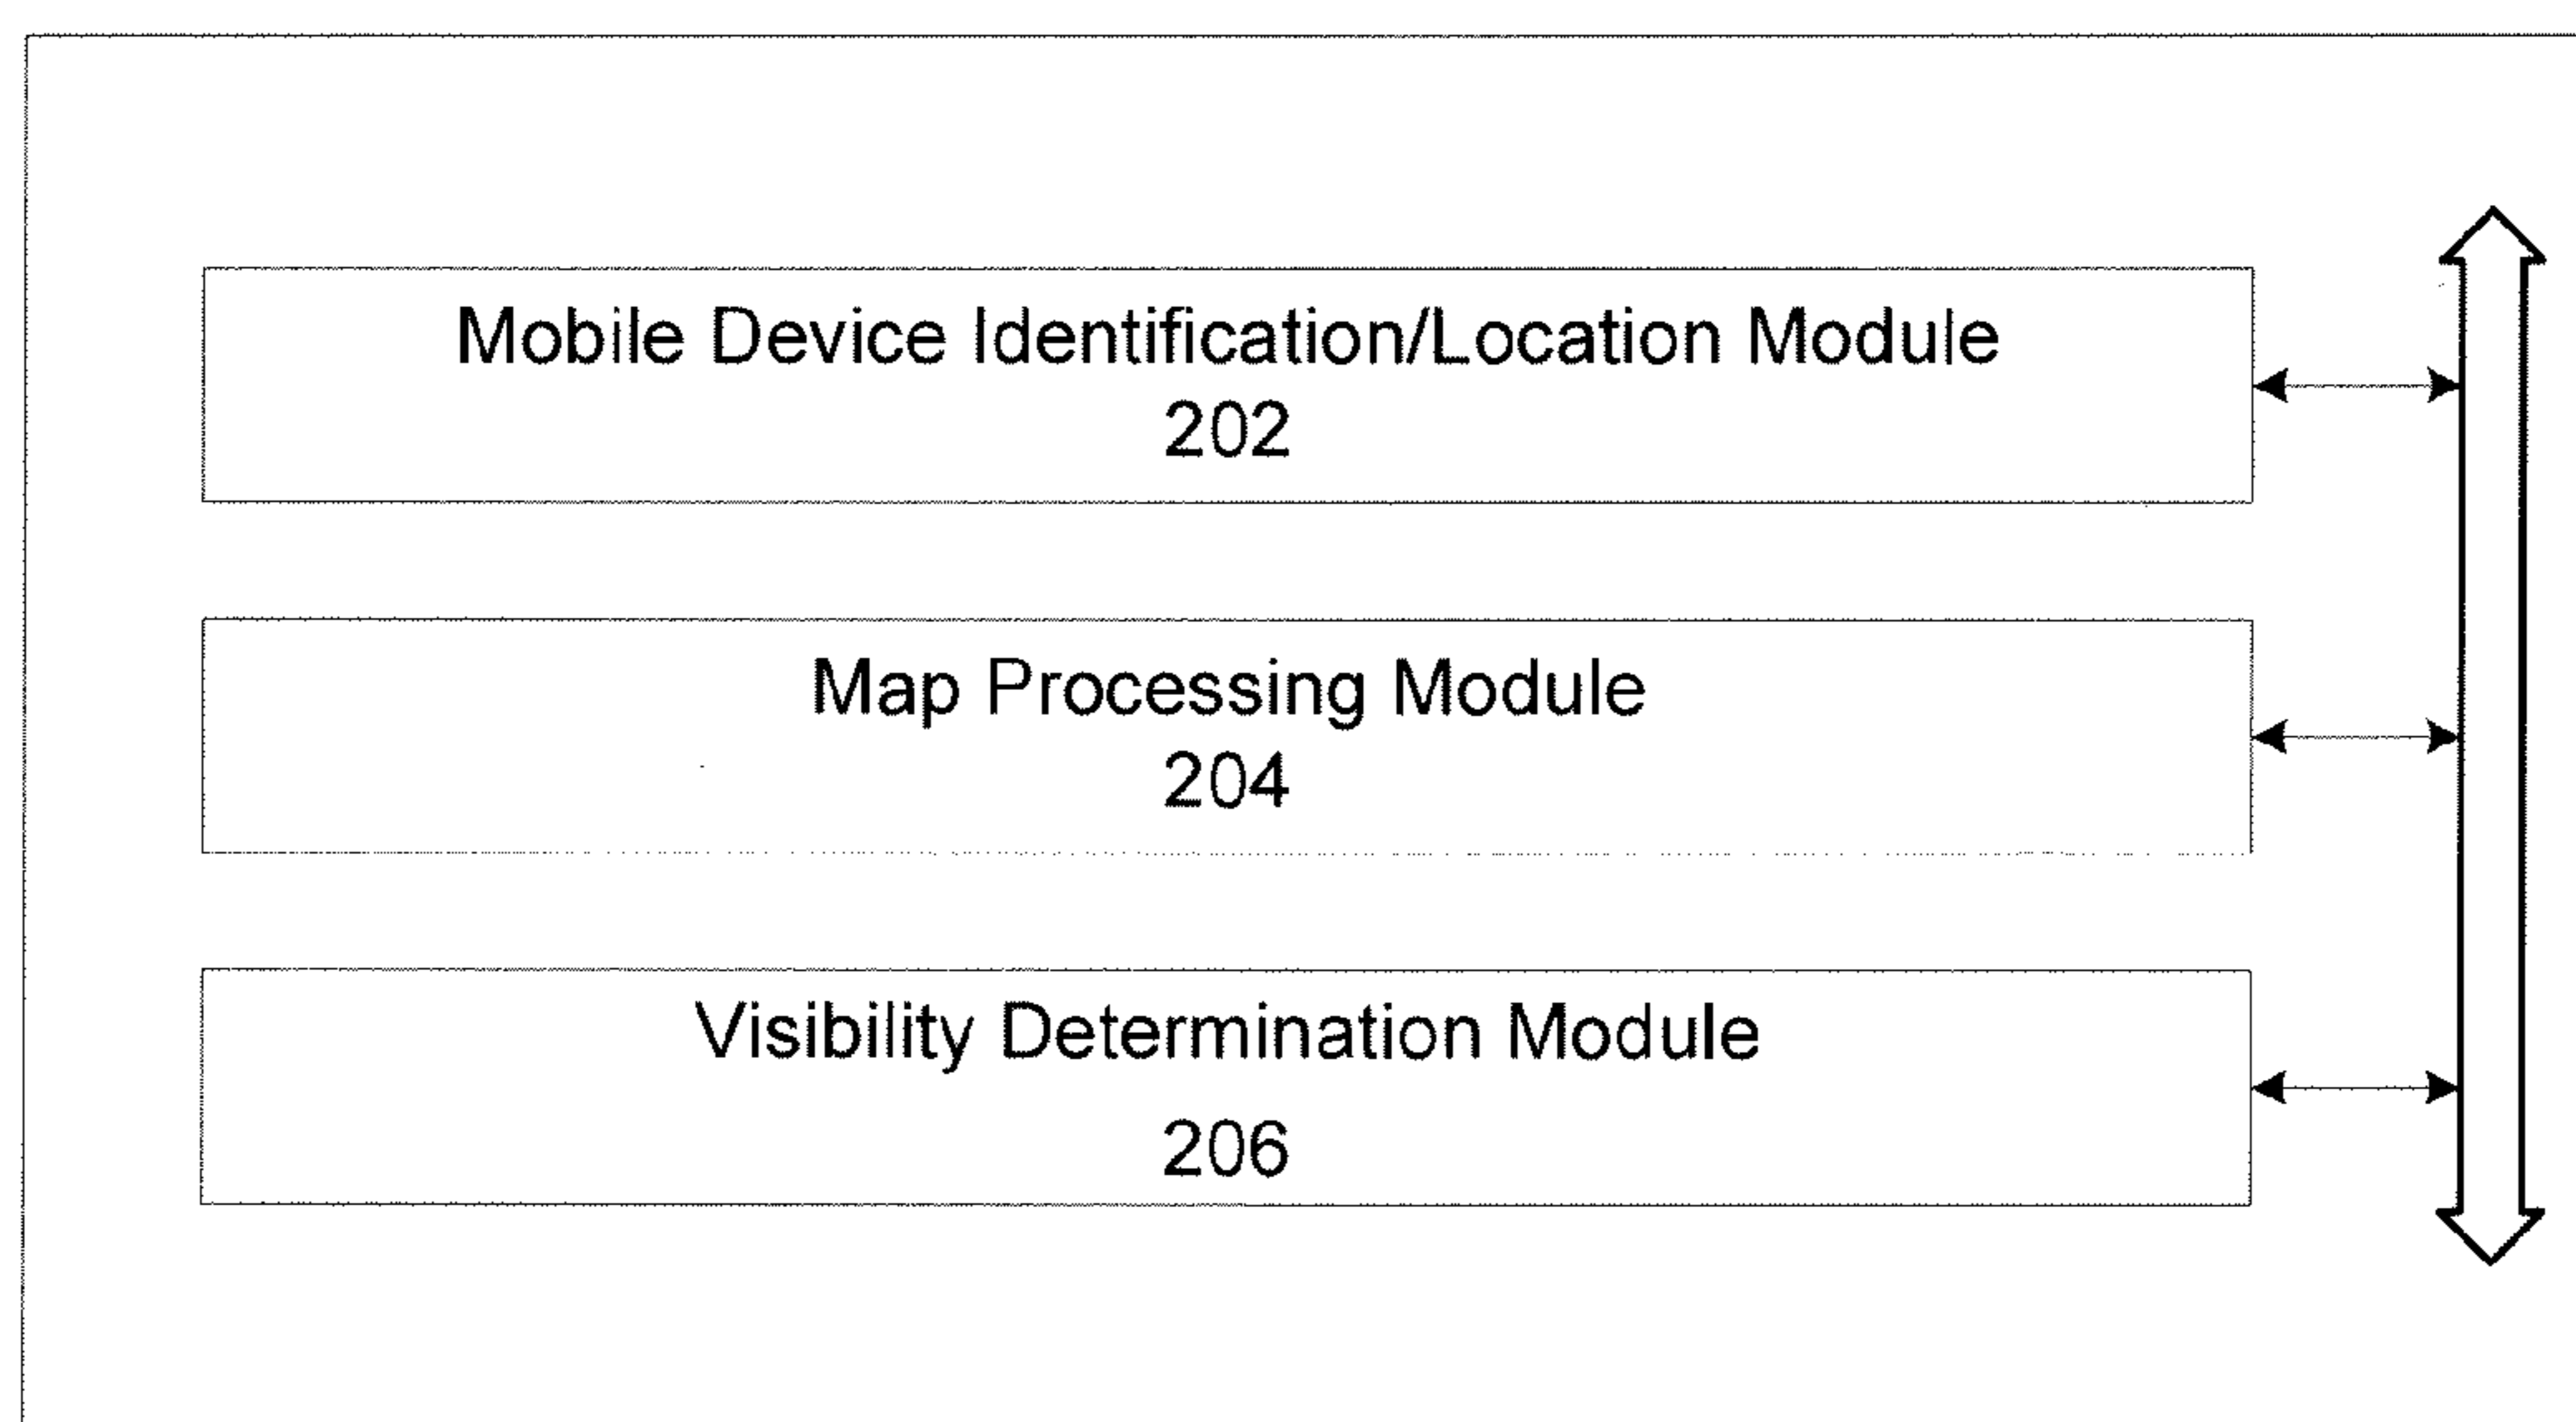 Mobile Device Identification/Location Module
202
Map Processing Module
204
Visibility Determination Module
206